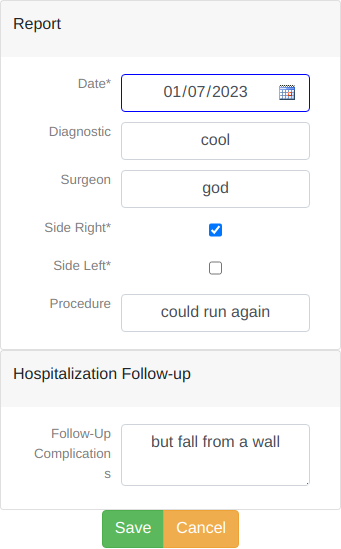 Report
Date* 01/07/2023
Diagnostic cool
Surgeon god
Side Right*
Side Left*
Procedure could run again
Hospitalization Follow-up
Follow-Up but fall from a wall
Complication
s
Save Cancel